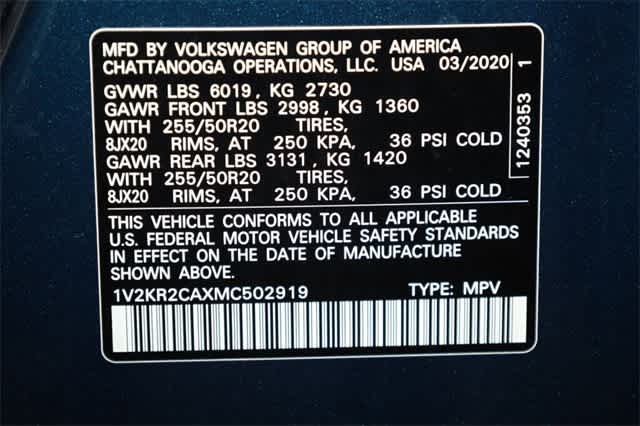 MFD BY VOLKSWAGEN GROUP OF AMERICA
CHATTANOOGA OPERATIONS, LLC. USA 03/2020
GVWR LBS 6019, KG 2730
GAWR FRONT LBS 2998, KG 1360
WITH 255/50R20 TIRES,
8JX20 RIMS, AT 250 KPA, 36 PSI COLD
GAWR REAR LBS 3131, KG 1420
WITH 255/50R20 TIRES,
8JX20 RIMS, AT 250 KPA, 36 PSI COLD
THIS VEHICLE CONFORMS TO ALL APPLICABLE
U.S. FEDERAL MOTOR VEHICLE SAFETY STANDARDS
IN EFFECT ON THE DATE OF MANUFACTURE
SHOWN ABOVE.
1V2KR2CAXMC502919 TYPE: MPV
1240353 1